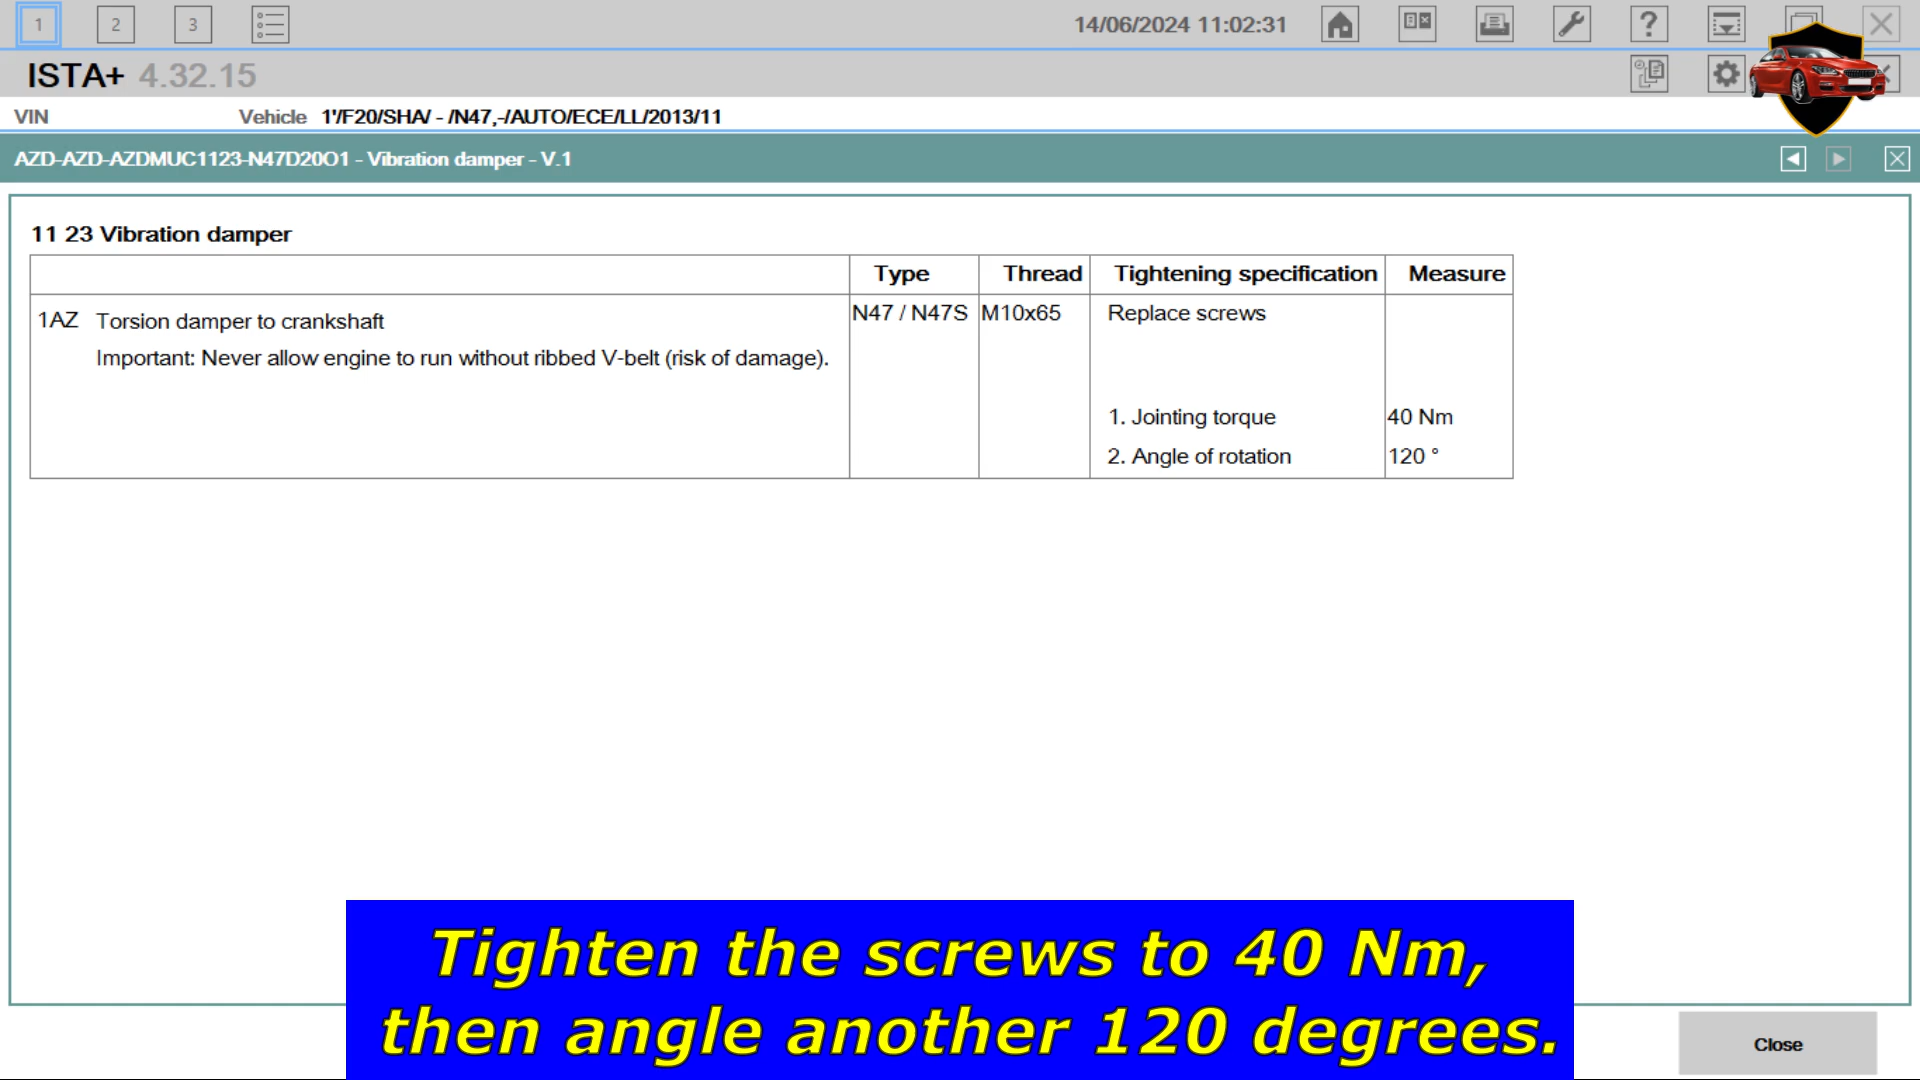 1 2 3 14/06/2024 11:02:31 ?
ISTA+ 4.32.15
VIN Vehicle 1'/F20/SHA/ - /N47,-/AUTO/ECE/LL/2013/11
AZD-AZD-AZDMUC1123-N47D20O1 - Vibration damper - V.1
11 23 Vibration damper
Type Thread Tightening specification Measure
1AZ Torsion damper to crankshaft N47 / N47S M10x65 Replace screws
Important: Never allow engine to run without ribbed V-belt (risk of damage).
1. Jointing torque 40 Nm
2. Angle of rotation 120 °
Tighten the screws to 40 Nm,
then angle another 120 degrees.
Close